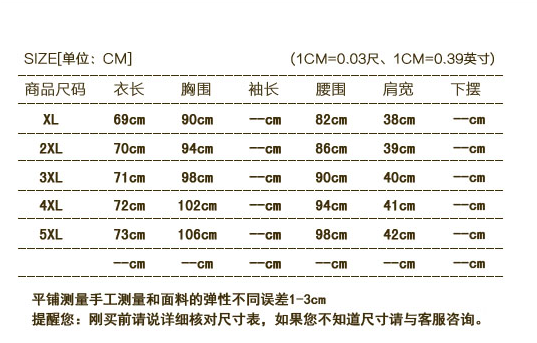 SIZE[单位：CM] （1CM=0.03尺、1CM=0.39英寸）
商品尺码 衣长 胸围 袖长 腰围 肩宽 下摆
XL 69cm 90cm --cm 82cm 38cm --cm
2XL 70cm 94cm --cm 86cm 39cm --cm
3XL 71cm 98cm --cm 90cm 40cm --cm
4XL 72cm 102cm --cm 94cm 41cm --cm
5XL 73cm 106cm --cm 98cm 42cm --cm
--cm --cm --cm --cm --cm --cm
平铺测量手工测量和面料的弹性不同误差1-3cm
提醒您：刚买前请说详细核对尺寸表，如果您不知道尺寸请与客服咨询。